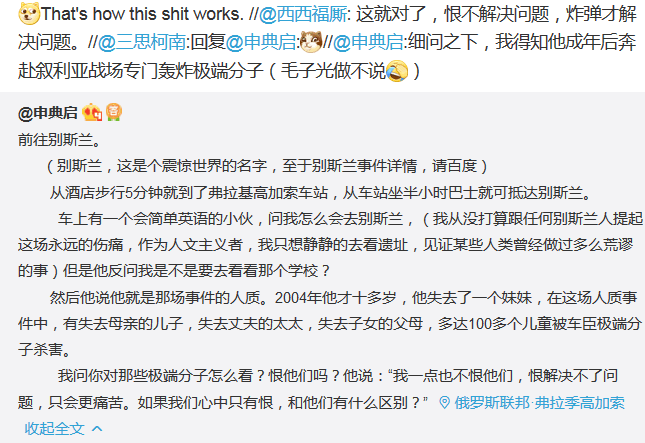 That's how this shit works. //@西西福厮: 这就对了，恨不解决问题，炸弹才解
决问题。//@三思柯南:回复@申典启://@申典启:细问之下，我得知他成年后奔
赴叙利亚战场专门轰炸极端分子（毛子光做不说）
@申典启
前往别斯兰。
（别斯兰，这是个震惊世界的名字，至于别斯兰事件详情，请百度）
从酒店步行5分钟就到了弗拉基高加索车站，从车站坐半小时巴士就可抵达别斯兰。
车上有一个会简单英语的小伙，问我怎么会去别斯兰，（我从没打算跟任何别斯兰人提起
这场永远的伤痛，作为人文主义者，我只想静静的去看遗址，见证某些人类曾经做过多么荒谬
的事）但是他反问我是不是要去看看那个学校？
然后他说他就是那场事件的人质。2004年他才十多岁，他失去了一个妹妹，在这场人质事
件中，有失去母亲的儿子，失去丈夫的太太，失去子女的父母，多达100多个儿童被车臣极端分
子杀害。
我问你对那些极端分子怎么看？恨他们吗？他说：“我一点也不恨他们，恨解决不了问
题，只会更痛苦。如果我们心中只有恨，和他们有什么区别？” 俄罗斯联邦·弗拉季高加索
收起全文